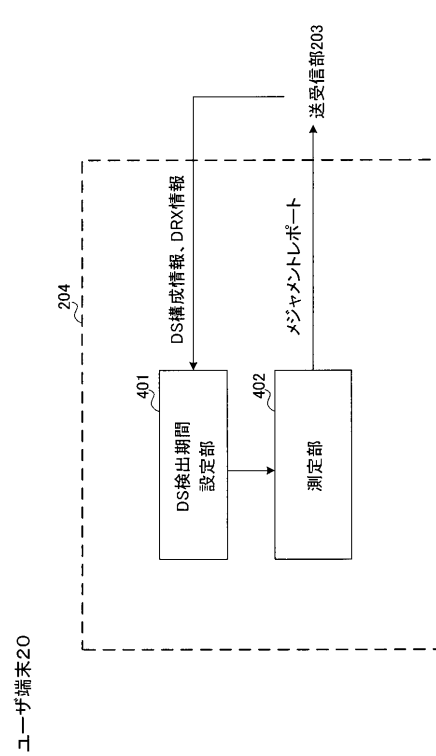 ユーザ端末20
204
401
DS検出期間
設定部
DS構成情報、DRX情報
402
測定部
メジャメントレポート
送受信部203